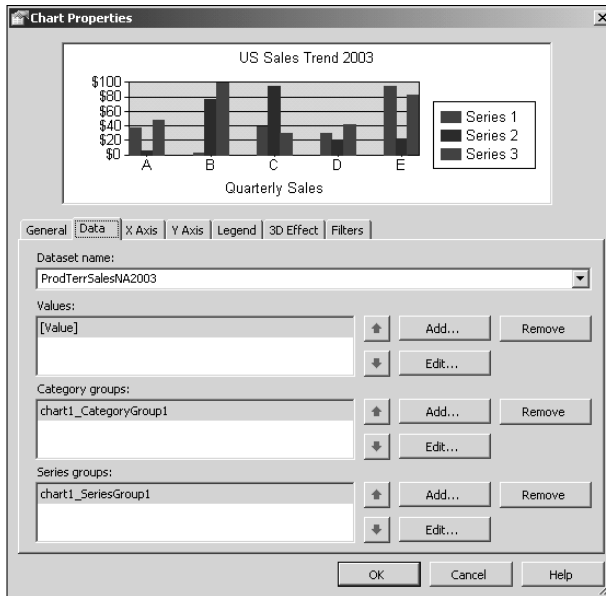 Chart Properties
US Sales Trend 2003
$100
$80
$60
$40
$20
$0
A B C D E
Series 1
Series 2
Series 3
Quarterly Sales
General Data X Axis Y Axis Legend 3D Effect Filters
Dataset name:
ProdTerrSalesNA2003
Values:
[Value]
Add... Remove
Edit...
Category groups:
chart1_CategoryGroup1
Add... Remove
Edit...
Series groups:
chart1_SeriesGroup1
Add... Remove
Edit...
OK Cancel Help